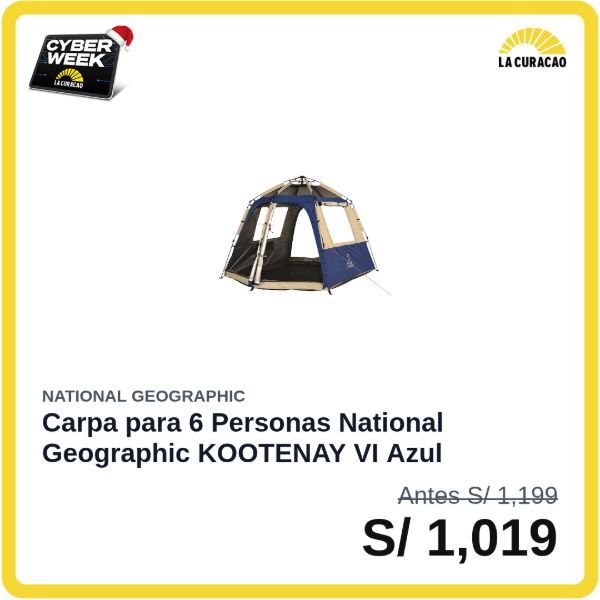 CYBER
WEEK
LA CURACAO
LA CURACAO
NATIONAL GEOGRAPHIC
Carpa para 6 Personas National
Geographic KOOTENAY VI Azul
Antes S/ 1,199
S/ 1,019